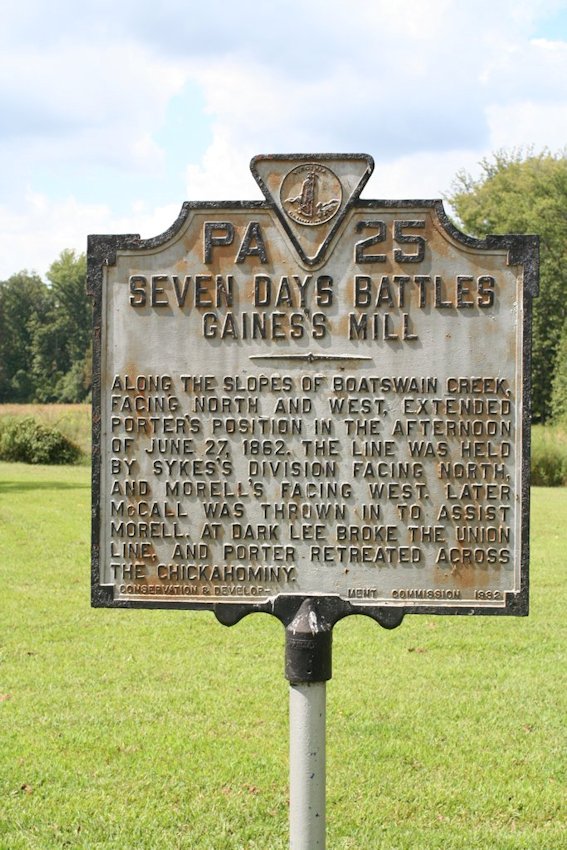 PA 25
SEVEN DAYS BATTLES
GAINES'S MILL
ALONG THE SLOPES OF BOATSWAIN CREEK,
FACING NORTH AND WEST, EXTENDED
PORTER'S POSITION IN THE AFTERNOON
OF JUNE 27, 1862. THE LINE WAS HELD
BY SYKES'S DIVISION FACING NORTH,
AND MORELL'S FACING WEST. LATER
MCCALL WAS THROWN IN TO ASSIST
MORELL. AT DARK LEE BROKE THE UNION
LINE, AND PORTER RETREATED ACROSS
THE CHICKAHOMINY.
CONSERVATION & DEVELOP- MENT COMMISSION 1932